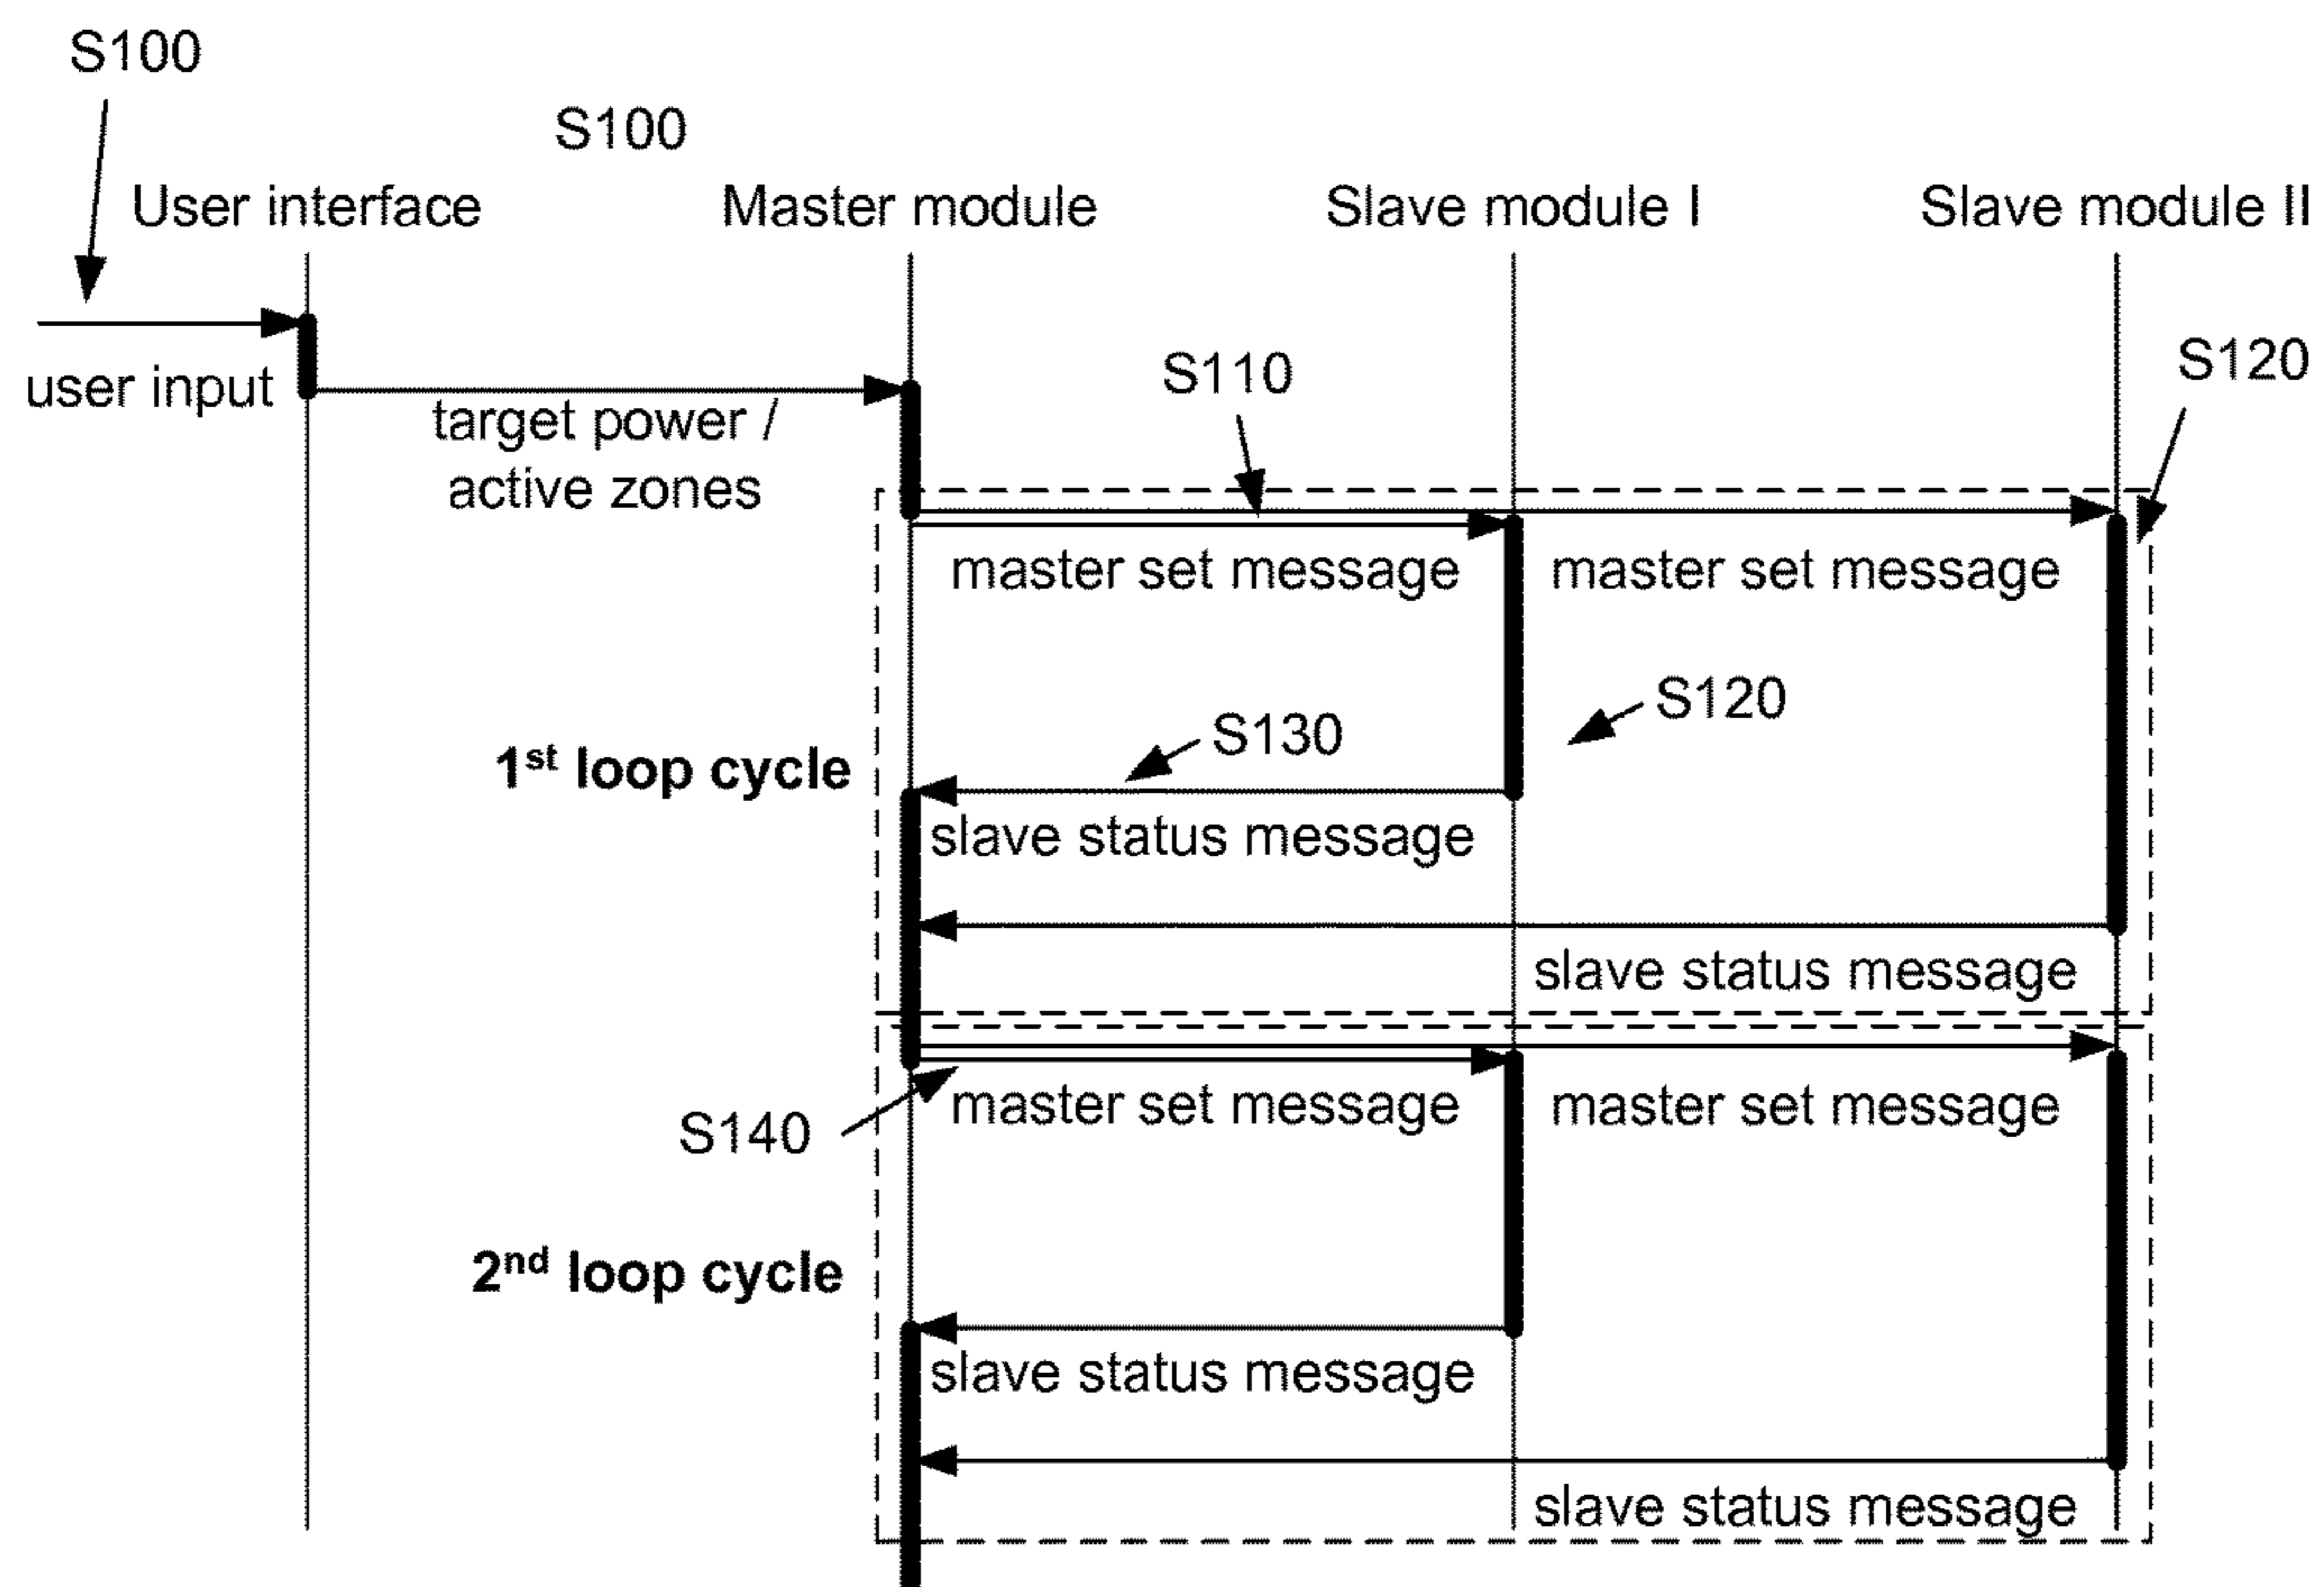 S100
S100
User interface
Master module
Slave module I
Slave module II
user input
target power /
active zones
S110
S120
master set message
master set message
S120
S130
1st loop cycle
slave status message
slave status message
S140
master set message
master set message
2nd loop cycle
slave status message
slave status message